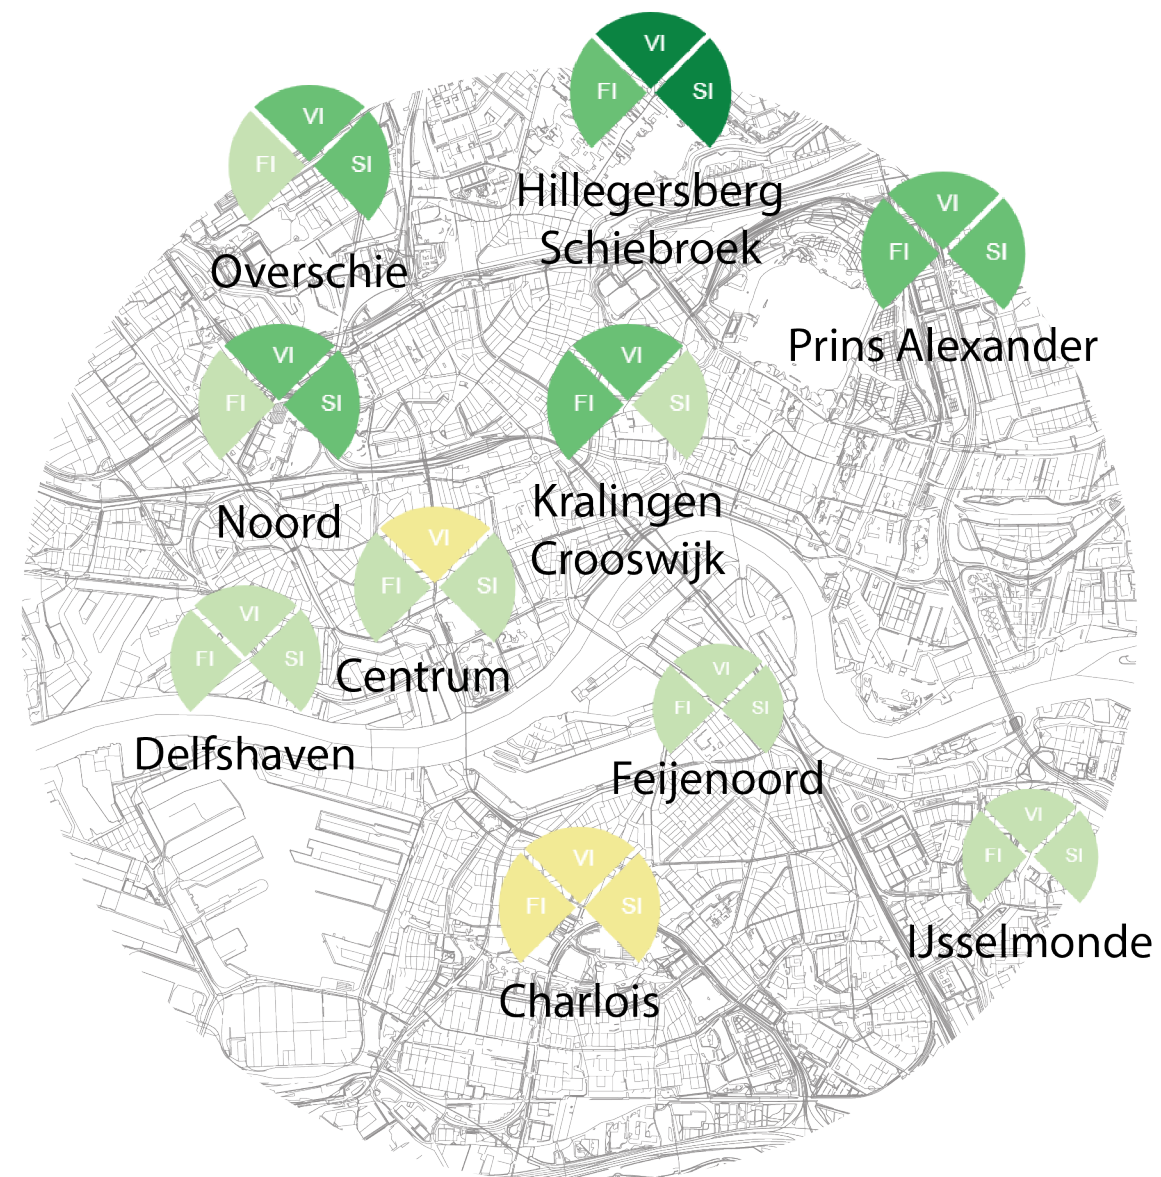 VI
FI
SI
Hillegersberg
Schiebroek
VI
FI
SI
Overschie
VI
FI
SI
Prins Alexander
VI
FI
SI
Noord
VI
FI
SI
Kralingen
Crooswijk
VI
FI
SI
Centrum
VI
FI
SI
Delfshaven
VI
FI
SI
Feijenoord
VI
FI
SI
IJsselmonde
VI
FI
SI
Charlois